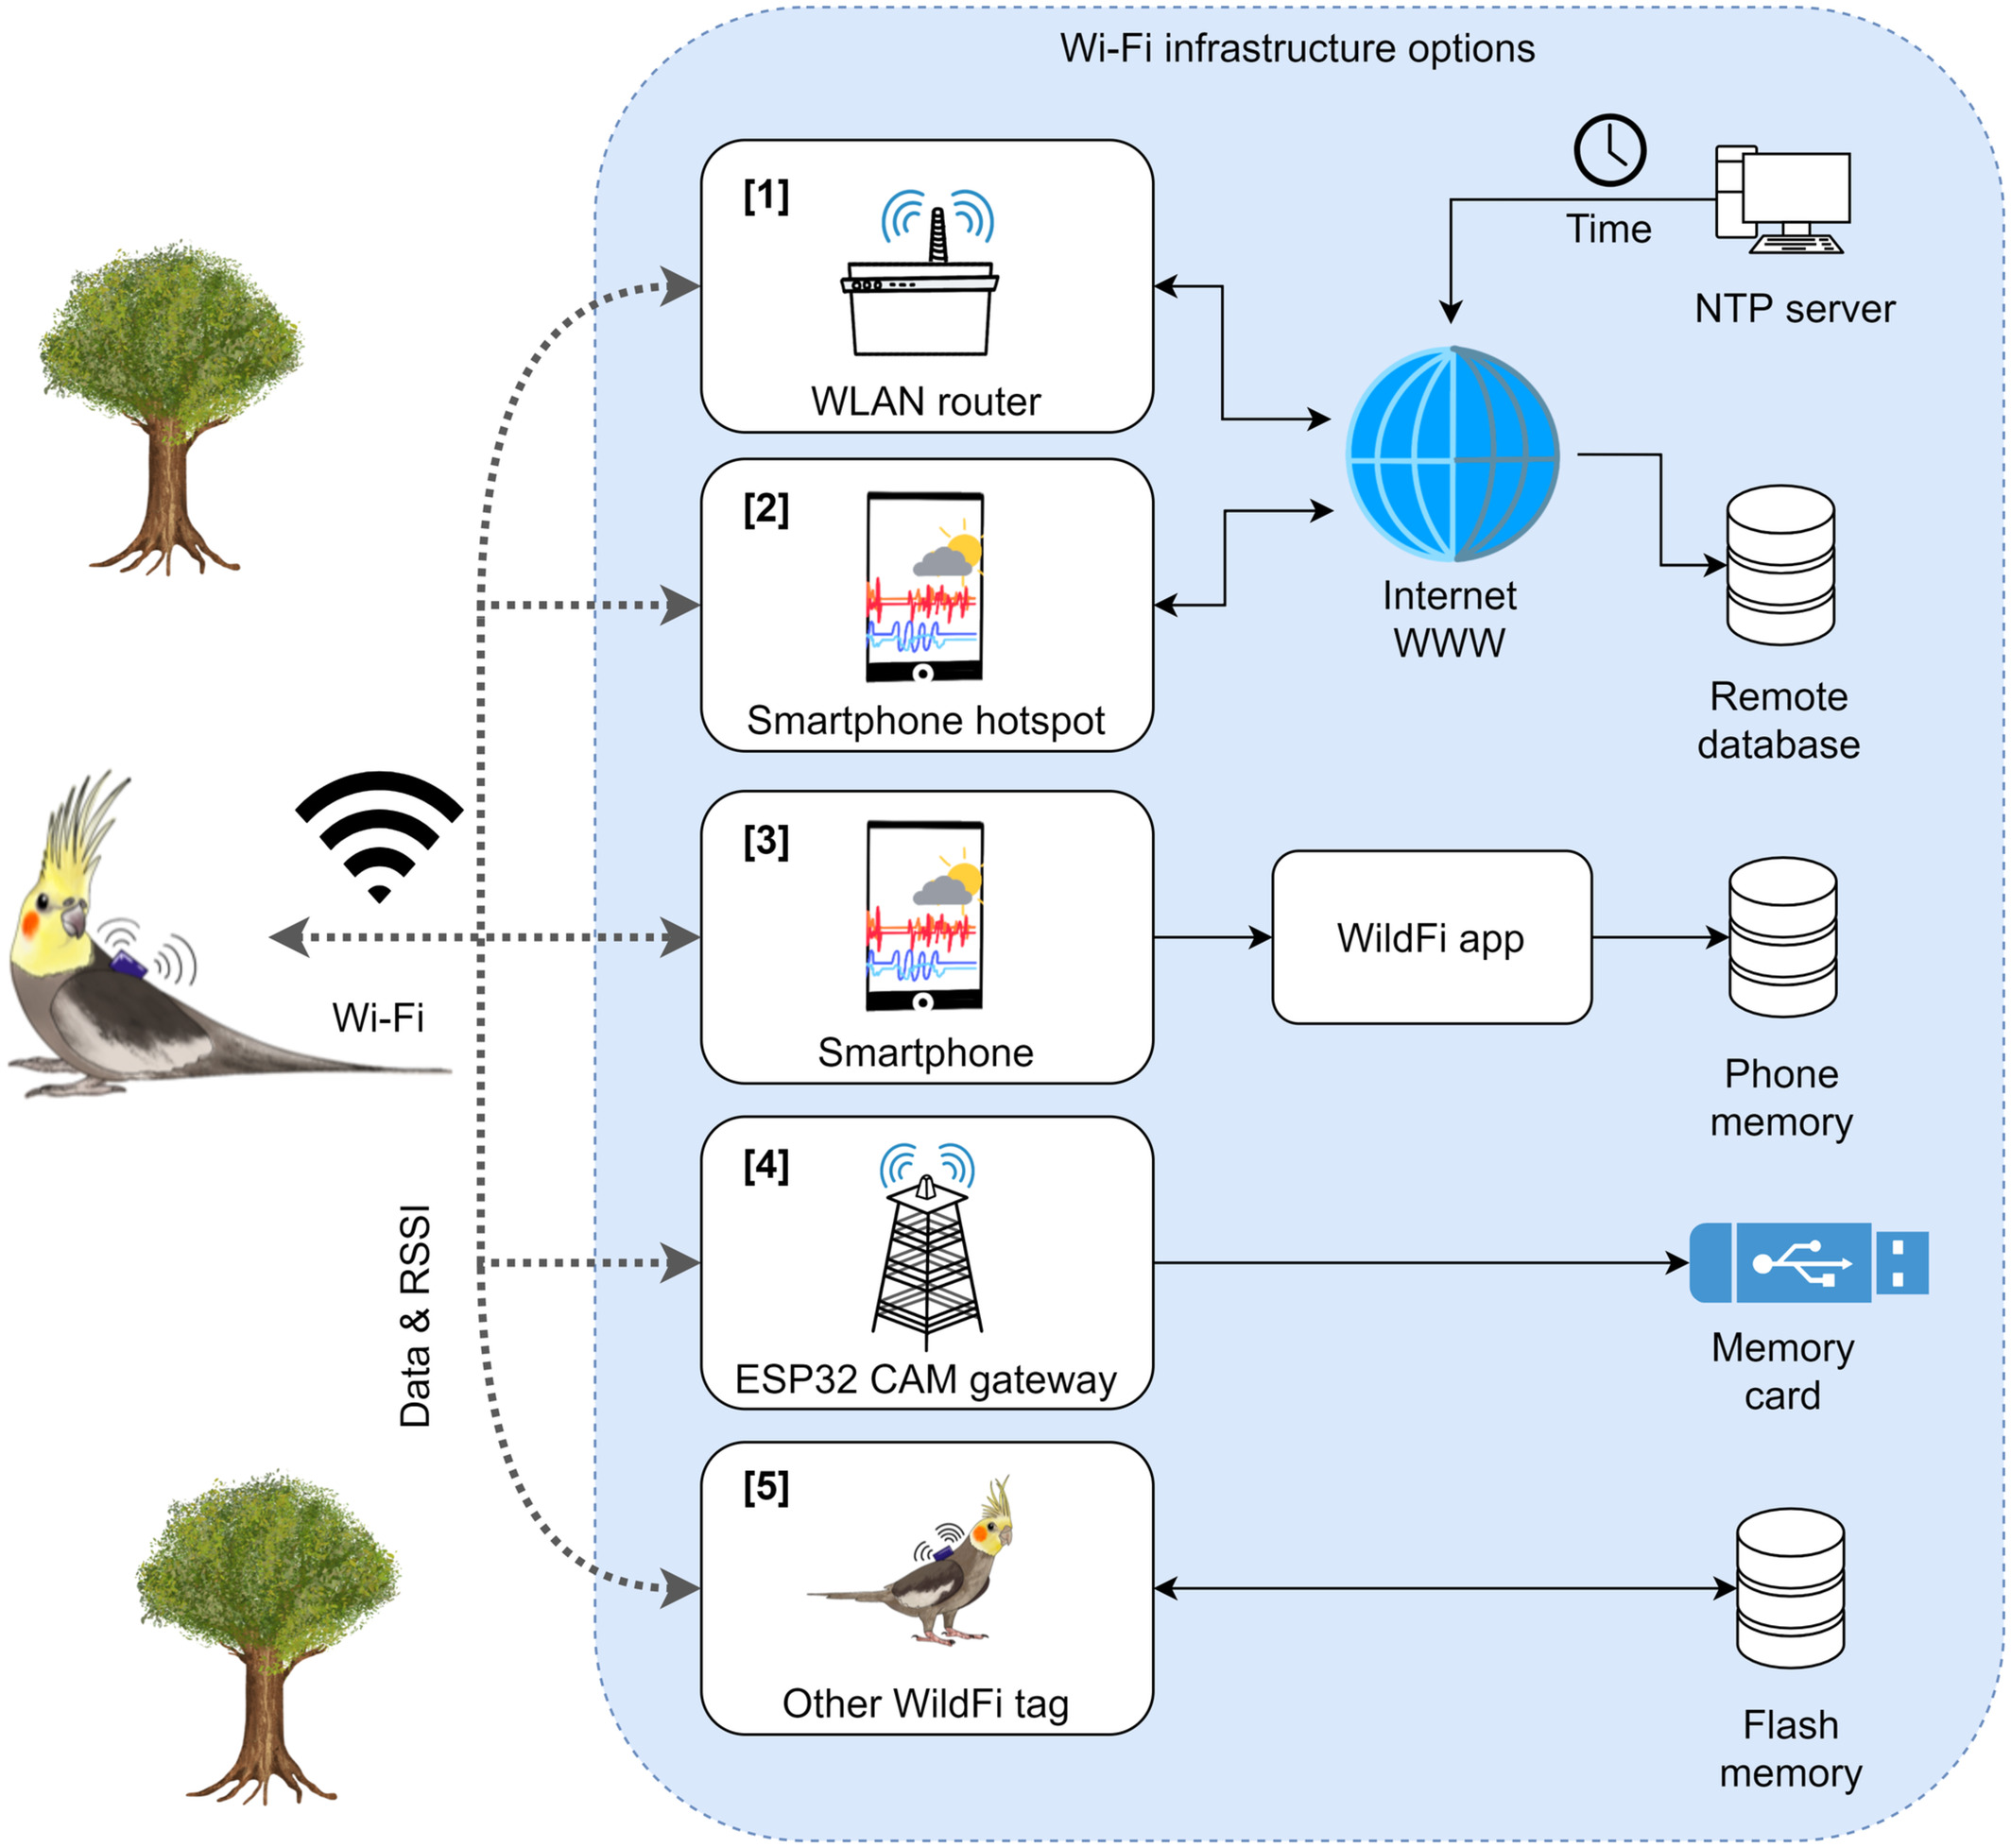 Wi-Fi infrastructure options
[1]
WLAN router
Time
NTP server
[2]
Smartphone hotspot
Internet
WWW
Remote
database
Wi-Fi
[3]
Smartphone
WildFi app
Phone
memory
Data & RSSI
[4]
ESP32 CAM gateway
Memory
card
[5]
Other WildFi tag
Flash
memory